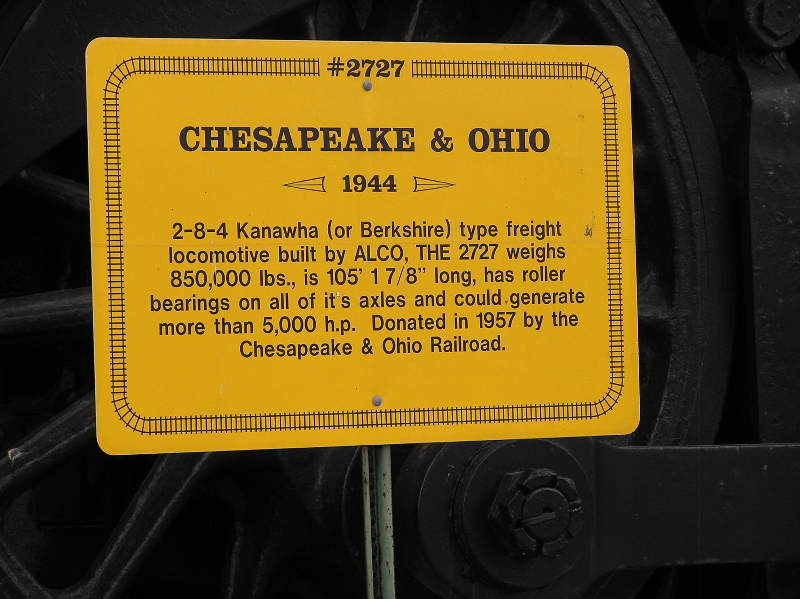 #2727
CHESAPEAKE & OHIO
1944
2-8-4 Kanawha (or Berkshire) type freight
locomotive built by ALCO, THE 2727 weighs
850,000 lbs., is 105' 1 7/8" long, has roller
bearings on all of it's axles and could generate
more than 5,000 h.p. Donated in 1957 by the
Chesapeake & Ohio Railroad.